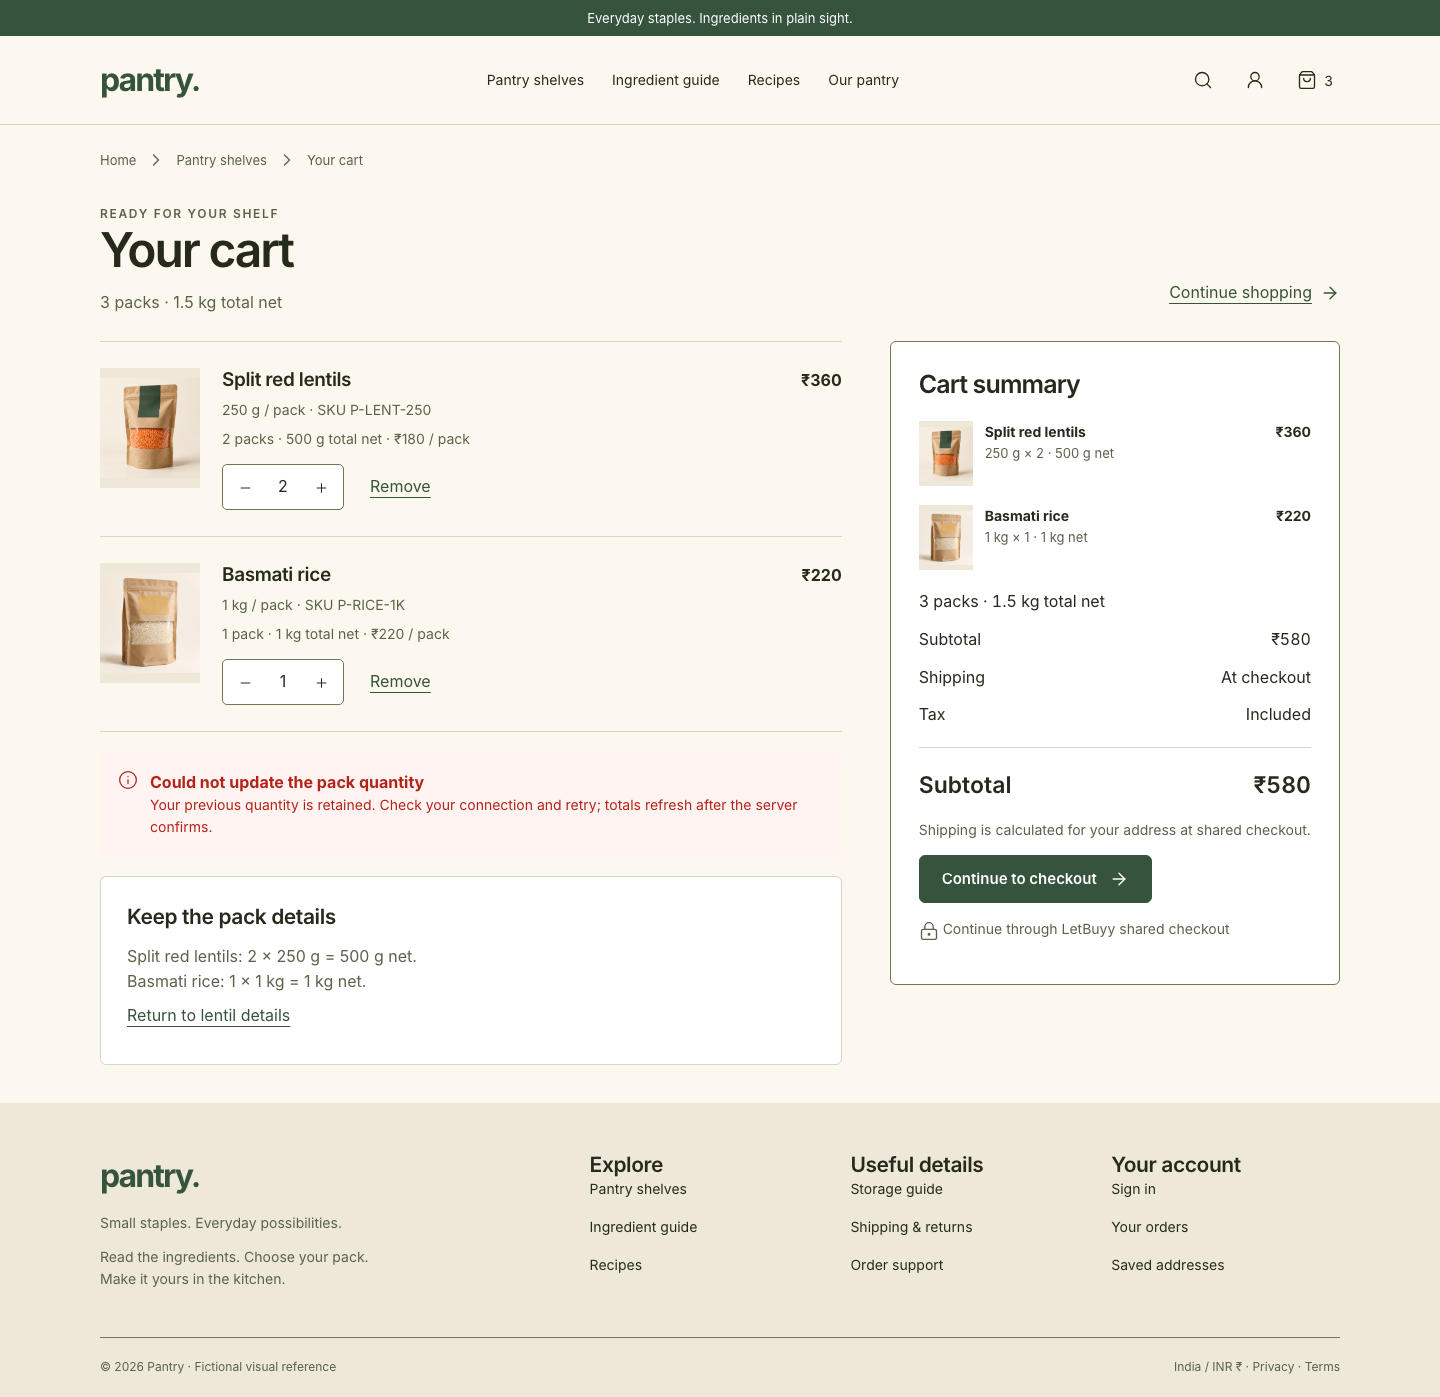 Everyday staples. Ingredients in plain sight.
pantry.
Pantry shelves
Ingredient guide
Recipes
Our pantry
3
Home
Pantry shelves
Your cart
READY FOR YOUR SHELF
Your cart
3 packs · 1.5 kg total net
Continue shopping
Split red lentils
₹360
250 g / pack · SKU P-LENT-250
2 packs · 500 g total net · ₹180 / pack
− 2 +
Remove
Basmati rice
₹220
1 kg / pack · SKU P-RICE-1K
1 pack · 1 kg total net · ₹220 / pack
− 1 +
Remove
Could not update the pack quantity
Your previous quantity is retained. Check your connection and retry; totals refresh after the server
confirms.
Keep the pack details
Split red lentils: 2 × 250 g = 500 g net.
Basmati rice: 1 × 1 kg = 1 kg net.
Return to lentil details
Cart summary
Split red lentils
₹360
250 g × 2 · 500 g net
Basmati rice
₹220
1 kg × 1 · 1 kg net
3 packs · 1.5 kg total net
Subtotal
₹580
Shipping
At checkout
Tax
Included
Subtotal
₹580
Shipping is calculated for your address at shared checkout.
Continue to checkout
Continue through LetBuyy shared checkout
pantry.
Small staples. Everyday possibilities.
Read the ingredients. Choose your pack.
Make it yours in the kitchen.
Explore
Pantry shelves
Ingredient guide
Recipes
Useful details
Storage guide
Shipping & returns
Order support
Your account
Sign in
Your orders
Saved addresses
© 2026 Pantry · Fictional visual reference
India / INR ₹ · Privacy · Terms